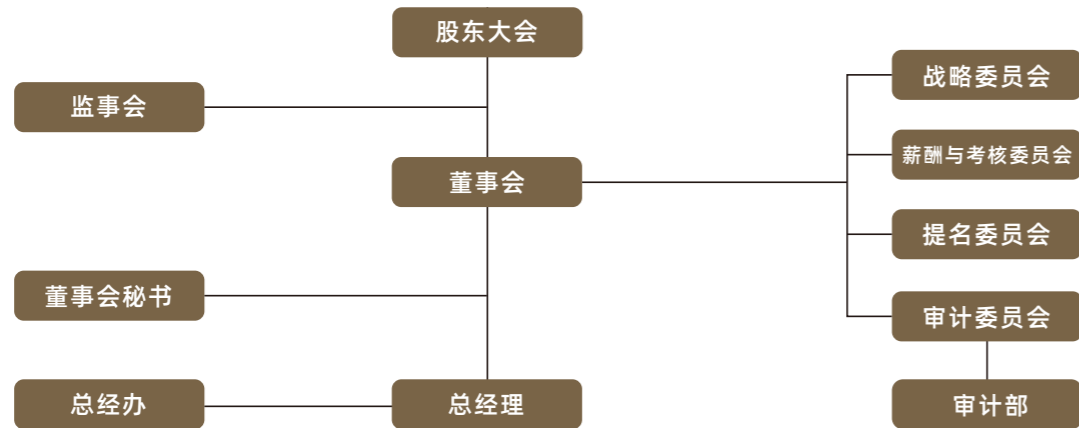 股东大会
监事会
董事会
董事会秘书
总经办
总经理
战略委员会
薪酬与考核委员会
提名委员会
审计委员会
审计部